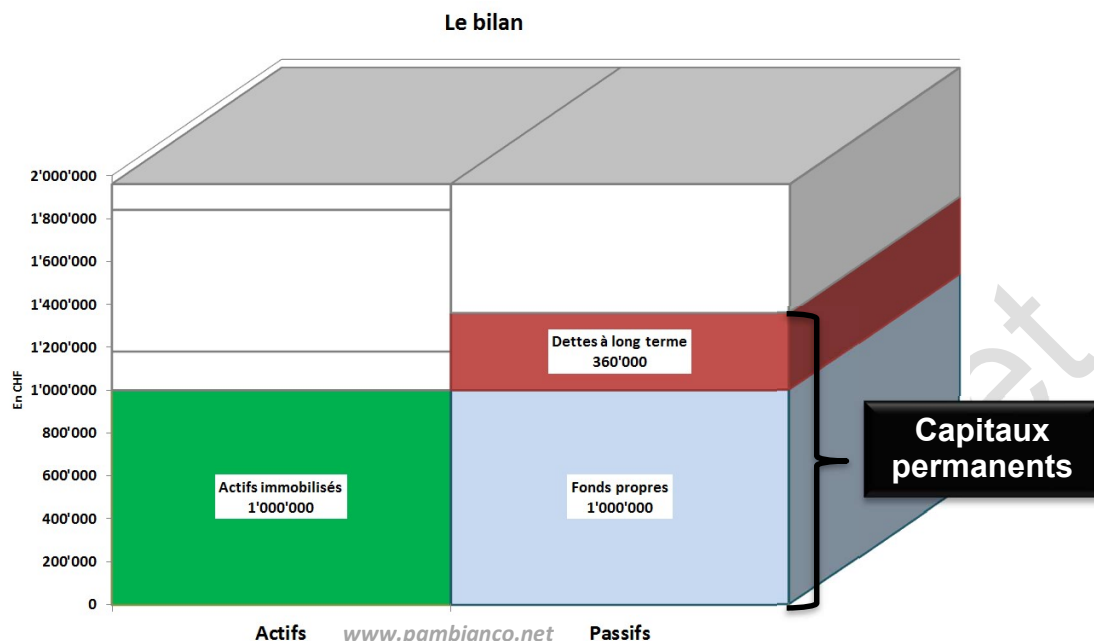 Le bilan
2'000'000
1'800'000
1'600'000
1'400'000
1'200'000
1'000'000
800'000
600'000
400'000
200'000
0
En CHF
Dettes à long terme
360'000
Actifs immobilisés
1'000'000
Fonds propres
1'000'000
Capitaux
permanents
Actifs
www.pambianco.net
Passifs
et